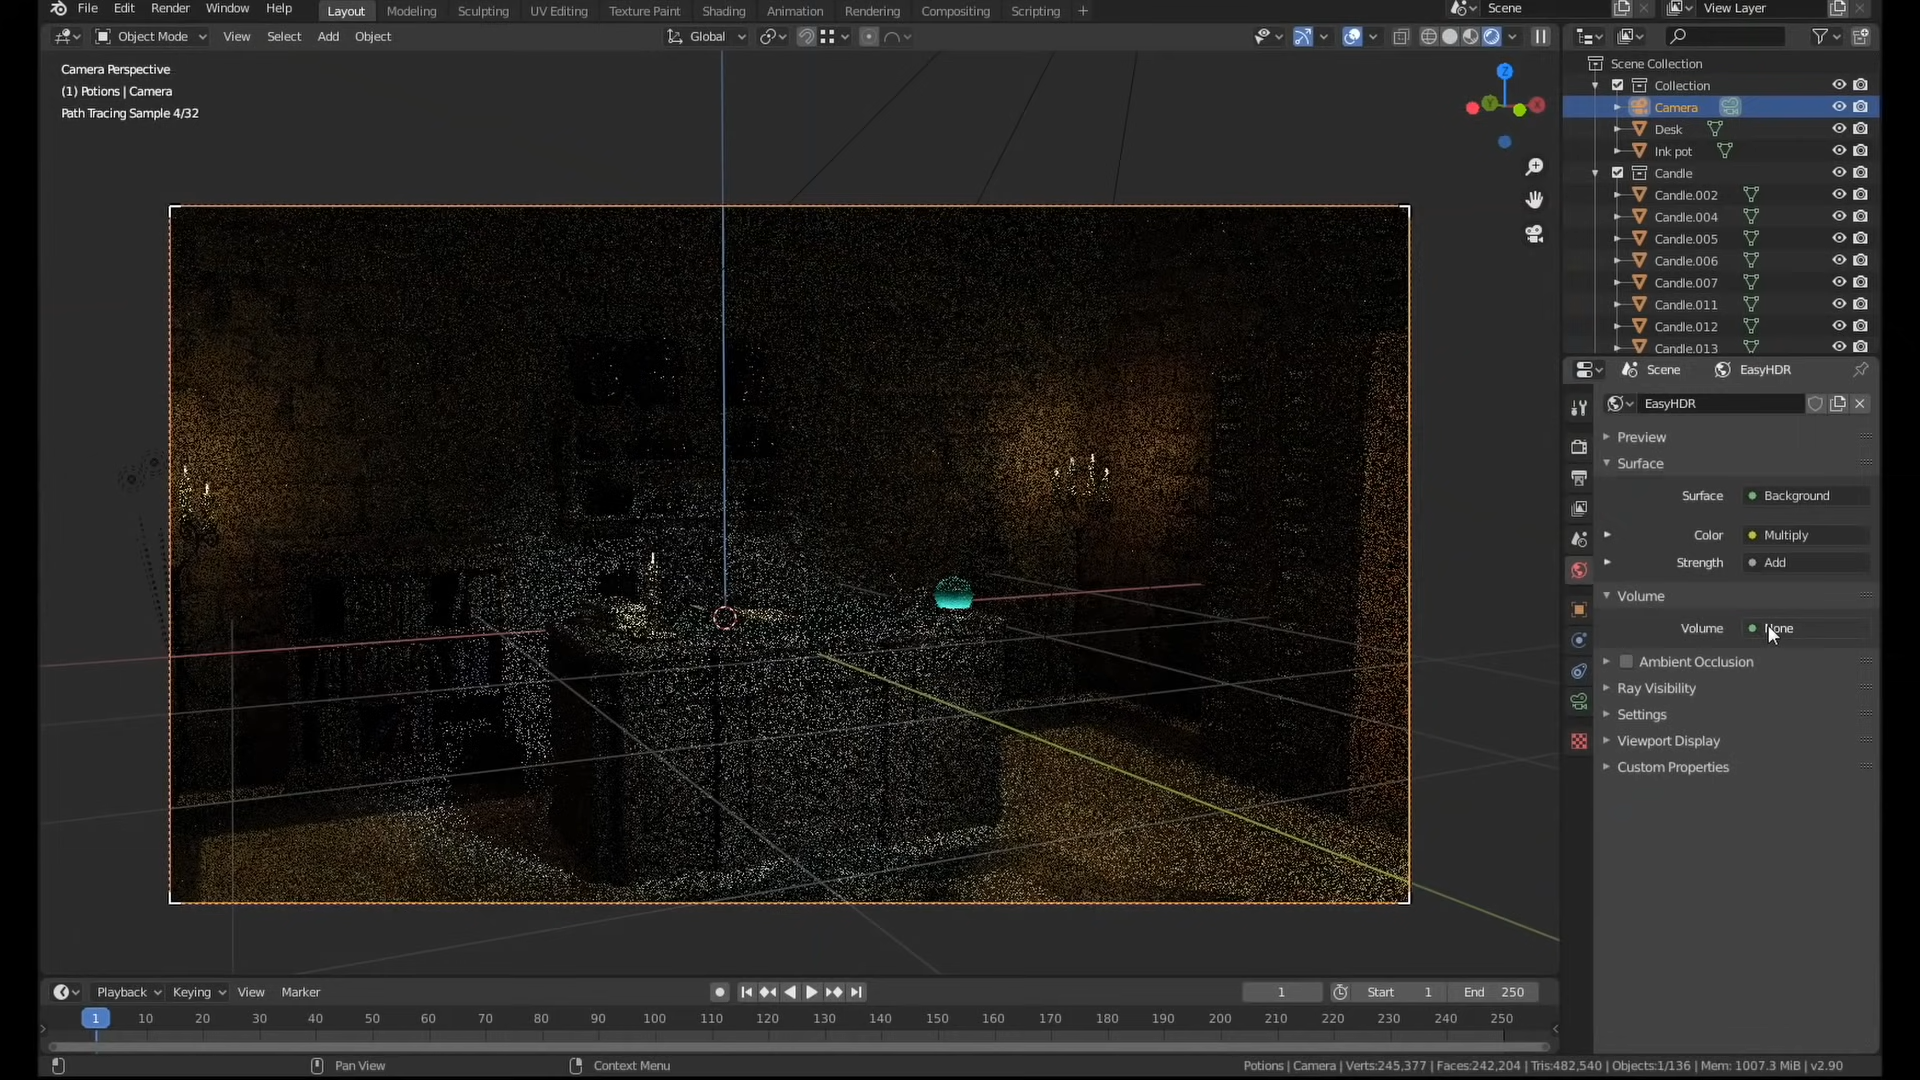 File Edit Render Window Help Layout Modeling Sculpting UV Editing Texture Paint Shading Animation Rendering Compositing Scripting + Scene View Layer
Object Mode View Select Add Object Global
Camera Perspective
(1) Potions | Camera
Path Tracing Sample 4/32
Z
Y
X
Scene Collection
Collection
Camera
Desk
Ink pot
Candle
Candle.002
Candle.004
Candle.005
Candle.006
Candle.007
Candle.011
Candle.012
Candle.013
Scene EasyHDR
EasyHDR
Preview
Surface
Surface Background
Color Multiply
Strength Add
Volume
Volume None
Ambient Occlusion
Ray Visibility
Settings
Viewport Display
Custom Properties
Playback Keying View Marker 1 Start 1 End 250
1 10 20 30 40 50 60 70 80 90 100 110 120 130 140 150 160 170 180 190 200 210 220 230 240 250
Pan View Context Menu Potions | Camera | Verts:245,377 | Faces:242,204 | Tris:482,540 | Objects:1/136 | Mem: 1007.3 MiB | v2.90